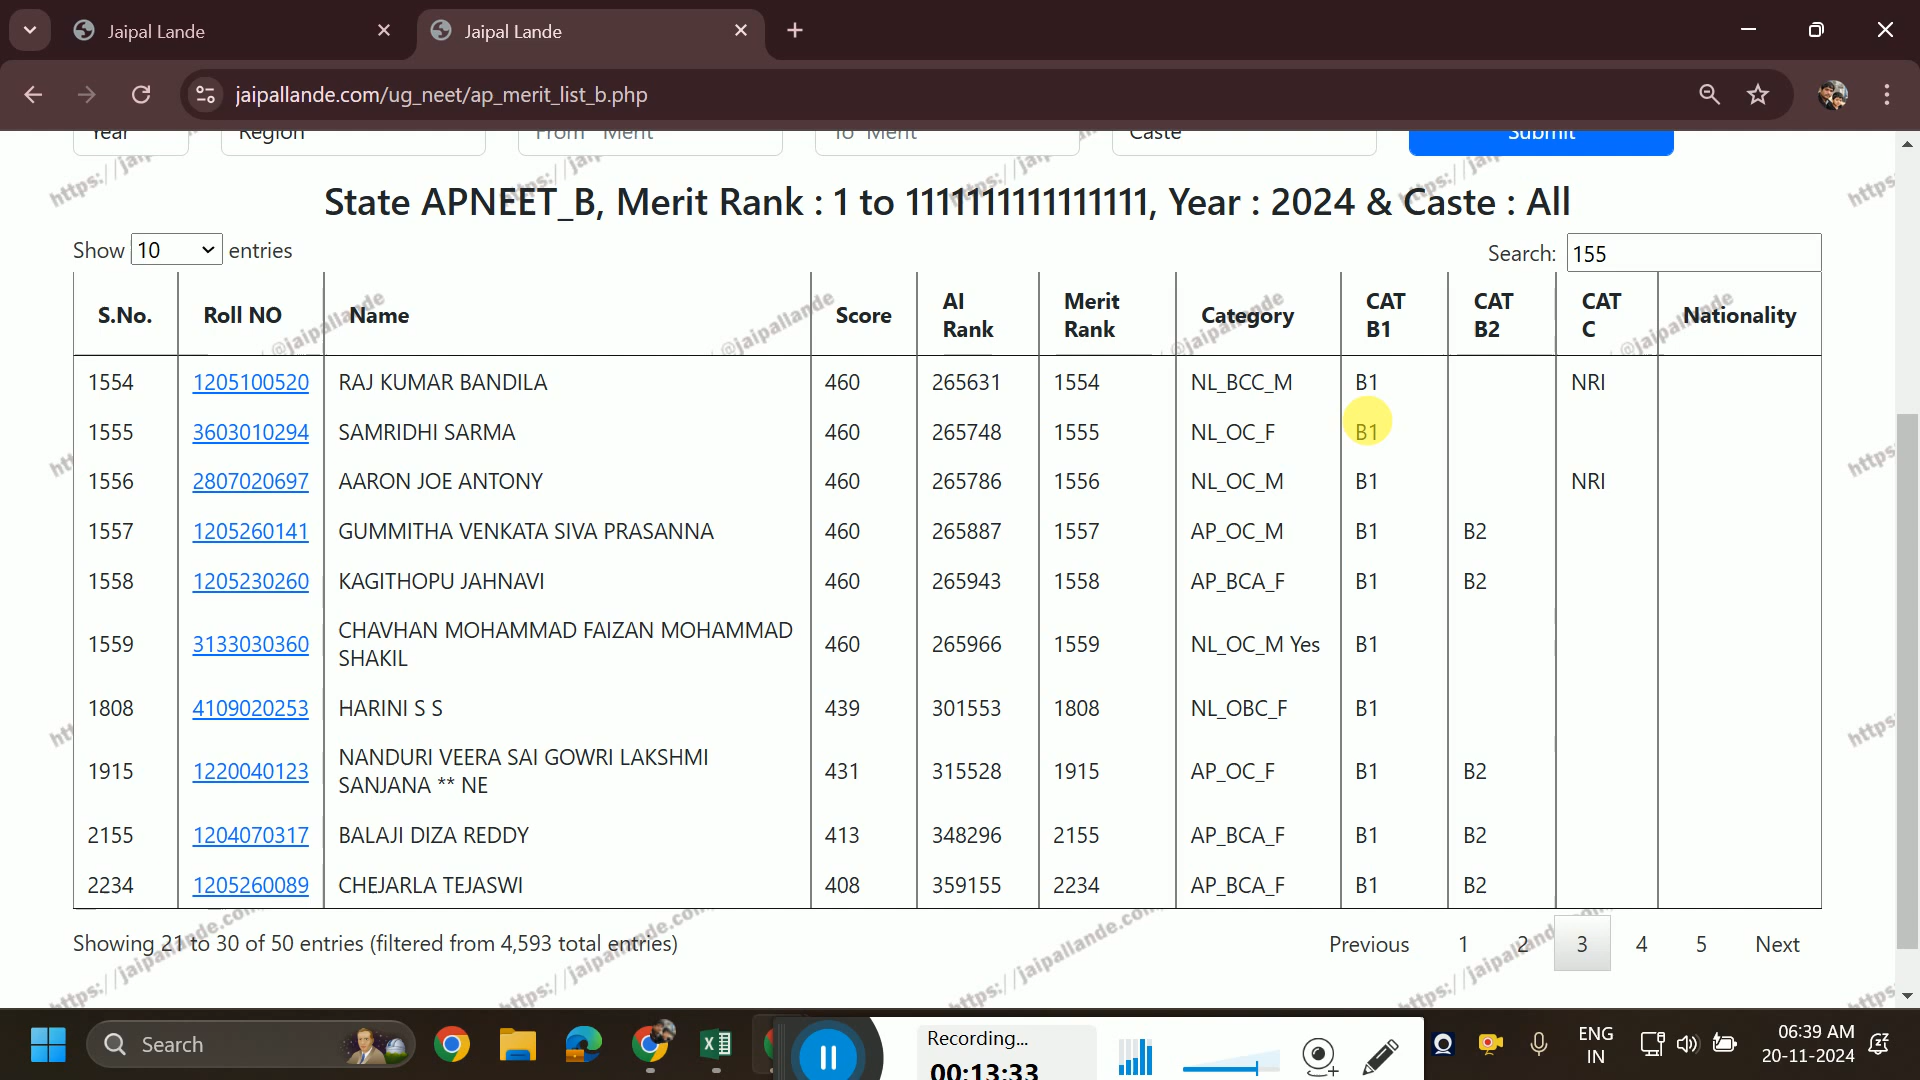 Jaipal Lande
Jaipal Lande
jaipallande.com/ug_neet/ap_merit_list_b.php
Year Region From Merit To Merit Caste Submit
State APNEET_B, Merit Rank : 1 to 1111111111111111, Year : 2024 & Caste : All
Show 10 entries Search: 155
S.No. Roll NO Name Score AI Rank Merit Rank Category CAT B1 CAT B2 CAT C Nationality
1554 1205100520 RAJ KUMAR BANDILA 460 265631 1554 NL_BCC_M B1 NRI
1555 3603010294 SAMRIDHI SARMA 460 265748 1555 NL_OC_F B1
1556 2807020697 AARON JOE ANTONY 460 265786 1556 NL_OC_M B1 NRI
1557 1205260141 GUMMITHA VENKATA SIVA PRASANNA 460 265887 1557 AP_OC_M B1 B2
1558 1205230260 KAGITHOPU JAHNAVI 460 265943 1558 AP_BCA_F B1 B2
1559 3133030360 CHAVHAN MOHAMMAD FAIZAN MOHAMMAD SHAKIL 460 265966 1559 NL_OC_M Yes B1
1808 4109020253 HARINI S S 439 301553 1808 NL_OBC_F B1
1915 1220040123 NANDURI VEERA SAI GOWRI LAKSHMI SANJANA ** NE 431 315528 1915 AP_OC_F B1 B2
2155 1204070317 BALAJI DIZA REDDY 413 348296 2155 AP_BCA_F B1 B2
2234 1205260089 CHEJARLA TEJASWI 408 359155 2234 AP_BCA_F B1 B2
Showing 21 to 30 of 50 entries (filtered from 4,593 total entries)
Previous 1 2 3 4 5 Next
Search
Recording...
00:13:33
ENG
IN
06:39 AM
20-11-2024